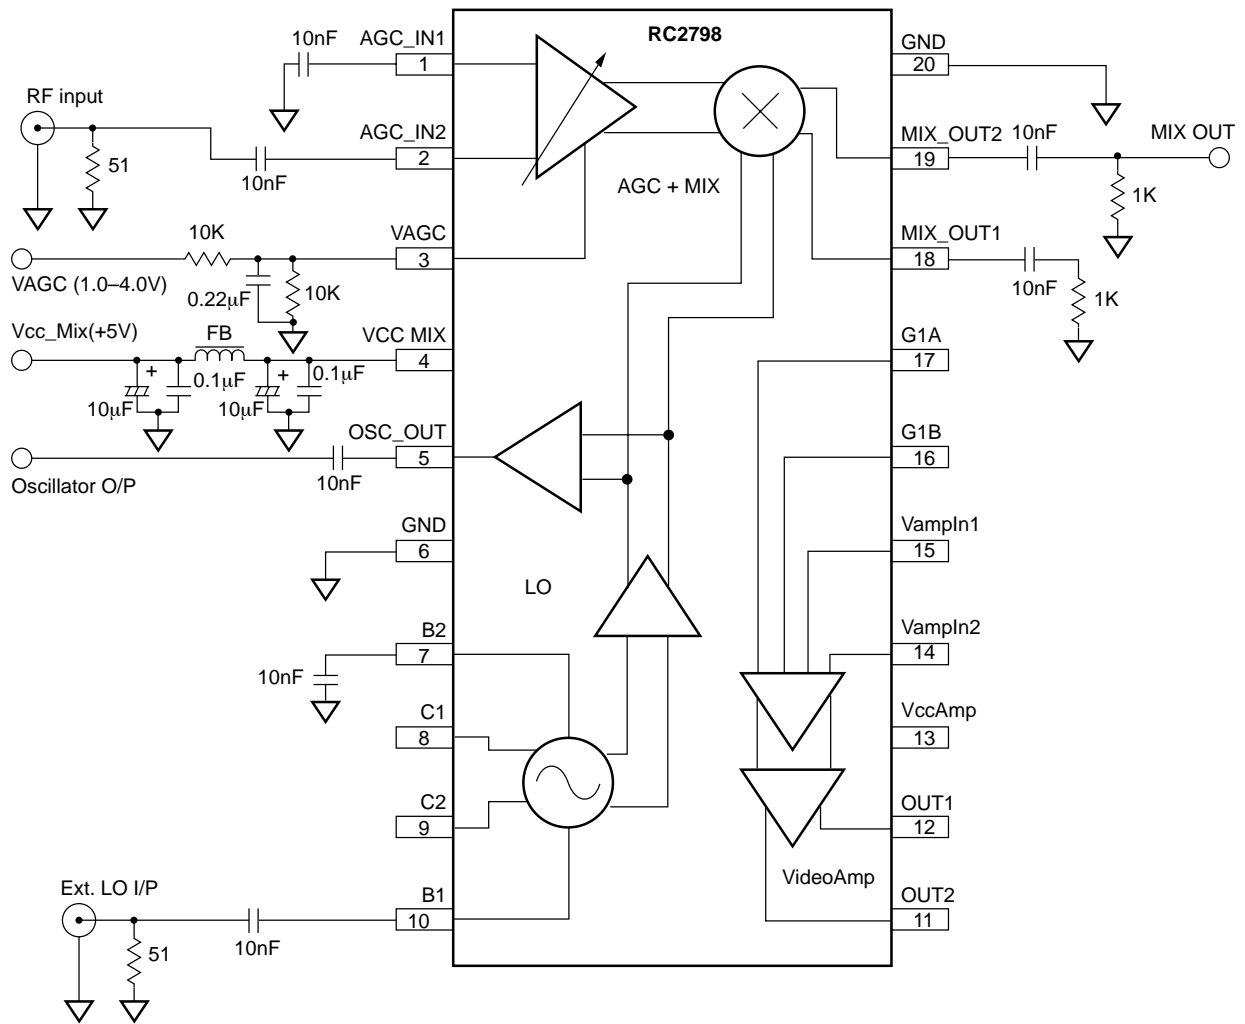 RC2798
10nF
AGC_IN1
1
GND
20
RF input
51
AGC_IN2
2
10nF
AGC + MIX
MIX_OUT2
19
10nF
MIX OUT
1K
VAGC (1.0–4.0V)
10K
0.22µF
10K
VAGC
3
MIX_OUT1
18
10nF
1K
Vcc_Mix(+5V)
FB
+
0.1µF
10µF
+
0.1µF
10µF
VCC MIX
4
G1A
17
Oscillator O/P
10nF
OSC_OUT
5
G1B
16
GND
6
LO
VampIn1
15
B2
7
10nF
VampIn2
14
C1
8
VccAmp
13
C2
9
OUT1
12
VideoAmp
Ext. LO I/P
51
10nF
B1
10
OUT2
11